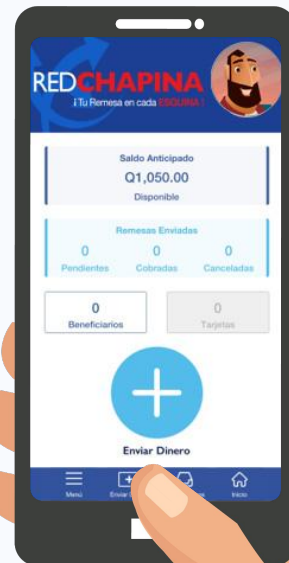 REDCHAPINA
¡Tu Remesa en cada ESQUINA!
Saldo Anticipado
Q1,050.00
Disponible
Remesas Enviadas
0 0 0
Pendientes Cobradas Canceladas
0 0
Beneficiarios Tarjetas
Enviar Dinero
Menú Enviar Inicio